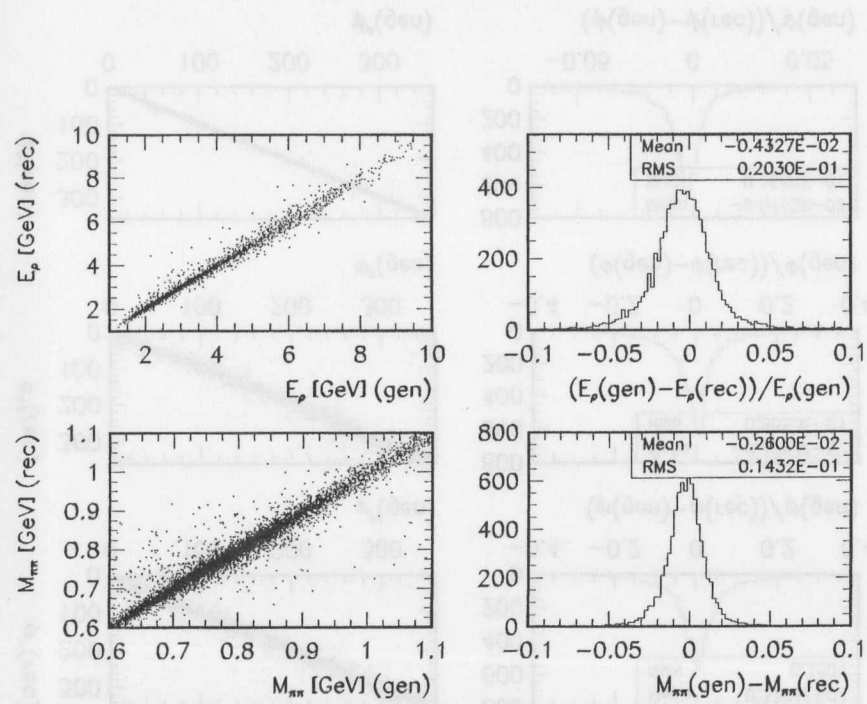 E_ρ [GeV] (rec)
10
8
6
4
2
2 4 6 8 10
E_ρ [GeV] (gen)
Mean −0.4327E−02
RMS 0.2030E−01
400
200
0
−0.1 −0.05 0 0.05 0.1
(E_ρ(gen)−E_ρ(rec))/E_ρ(gen)
M_ππ [GeV] (rec)
1.1
1
0.9
0.8
0.7
0.6
0.6 0.7 0.8 0.9 1 1.1
M_ππ [GeV] (gen)
800
Mean −0.2600E−02
RMS 0.1432E−01
600
400
200
0
−0.1 −0.05 0 0.05 0.1
M_ππ(gen)−M_ππ(rec)